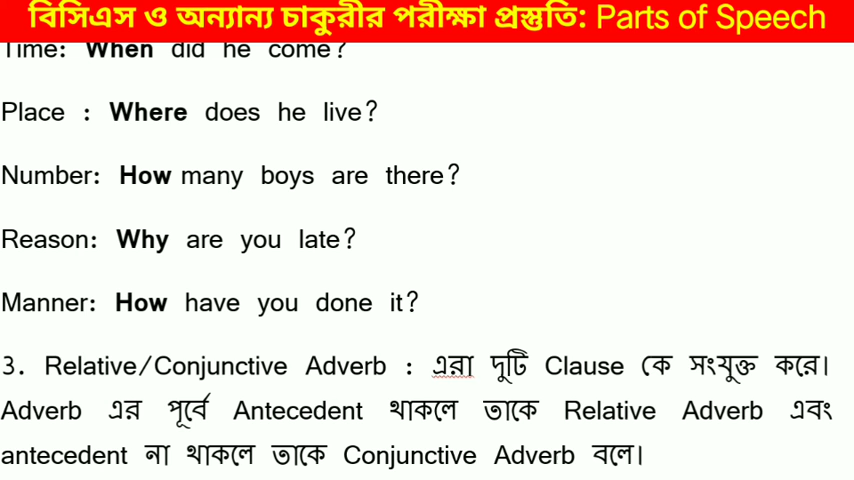 বিসিএস ও অন্যান্য চাকুরীর পরীক্ষা প্রস্তুতি: Parts of Speech
Time: When did he come?
Place : Where does he live?
Number: How many boys are there?
Reason: Why are you late?
Manner: How have you done it?
3. Relative/Conjunctive Adverb : এরা দুটি Clause কে সংযুক্ত করে।
Adverb এর পূর্বে Antecedent থাকলে তাকে Relative Adverb এবং
antecedent না থাকলে তাকে Conjunctive Adverb বলে।